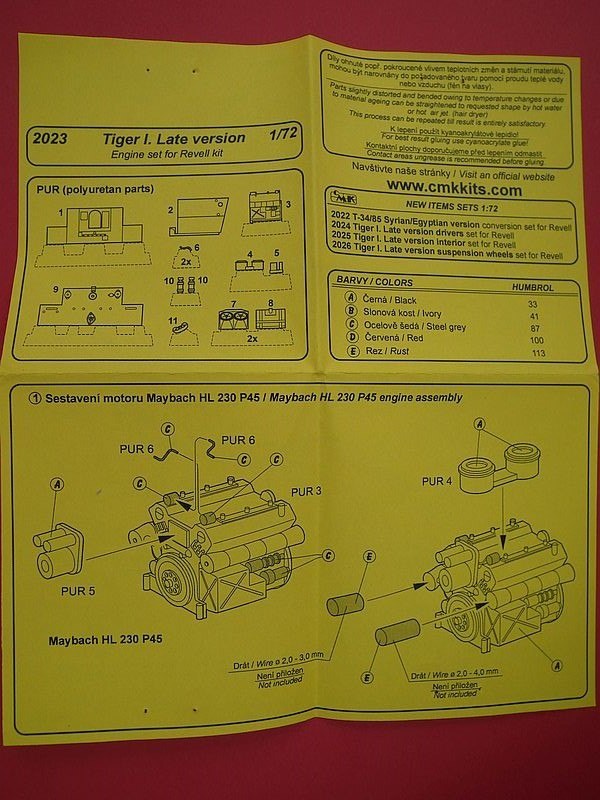 2023 Tiger I. Late version 1/72
Engine set for Revell kit
PUR (polyuretan parts)
1
2
3
6
2x
4
5
9
10
10
7
8
11
2x
Díly ohnuté popř. pokroucené vlivem teplotních změn a stárnutí materiálu,
mohou být narovnány do požadovaného tvaru pomocí proudu teplé vody
nebo vzduchu (fén na vlasy).
Parts slightly distorted and bended owing to temperature changes or due
to material ageing can be straightened to requested shape by hot water
or hot air jet (hair dryer)
This process can be repeated till result is entirely satisfactory
K lepení použít kyanoakrylátové lepidlo!
For best result gluing use cyanoacrylate glue!
Kontaktní plochy doporučujeme před lepením odmastit
Contact areas ungrease is recommended before gluing
Navštivte naše stránky / Visit an official website
www.cmkkits.com
CMK
NEW ITEMS SETS 1:72
2022 T-34/85 Syrian/Egyptian version conversion set for Revell
2024 Tiger I. Late version drivers set for Revell
2025 Tiger I. Late version interior set for Revell
2026 Tiger I. Late version suspension wheels set for Revell
BARVY / COLORS HUMBROL
A Černá / Black 33
B Slonová kost / Ivory 41
C Ocelově šedá / Steel grey 87
D Červená / Red 100
E Rez / Rust 113
1 Sestavení motoru Maybach HL 230 P45 / Maybach HL 230 P45 engine assembly
C
PUR 6
PUR 6
C
C
C
A
PUR 3
PUR 5
C
Maybach HL 230 P45
A
PUR 4
E
Drát / Wire ø 2,0 - 3,0 mm
Není přiložen
Not included
E
Drát / Wire ø 2,0 - 4,0 mm
Není přiložen
Not included
A